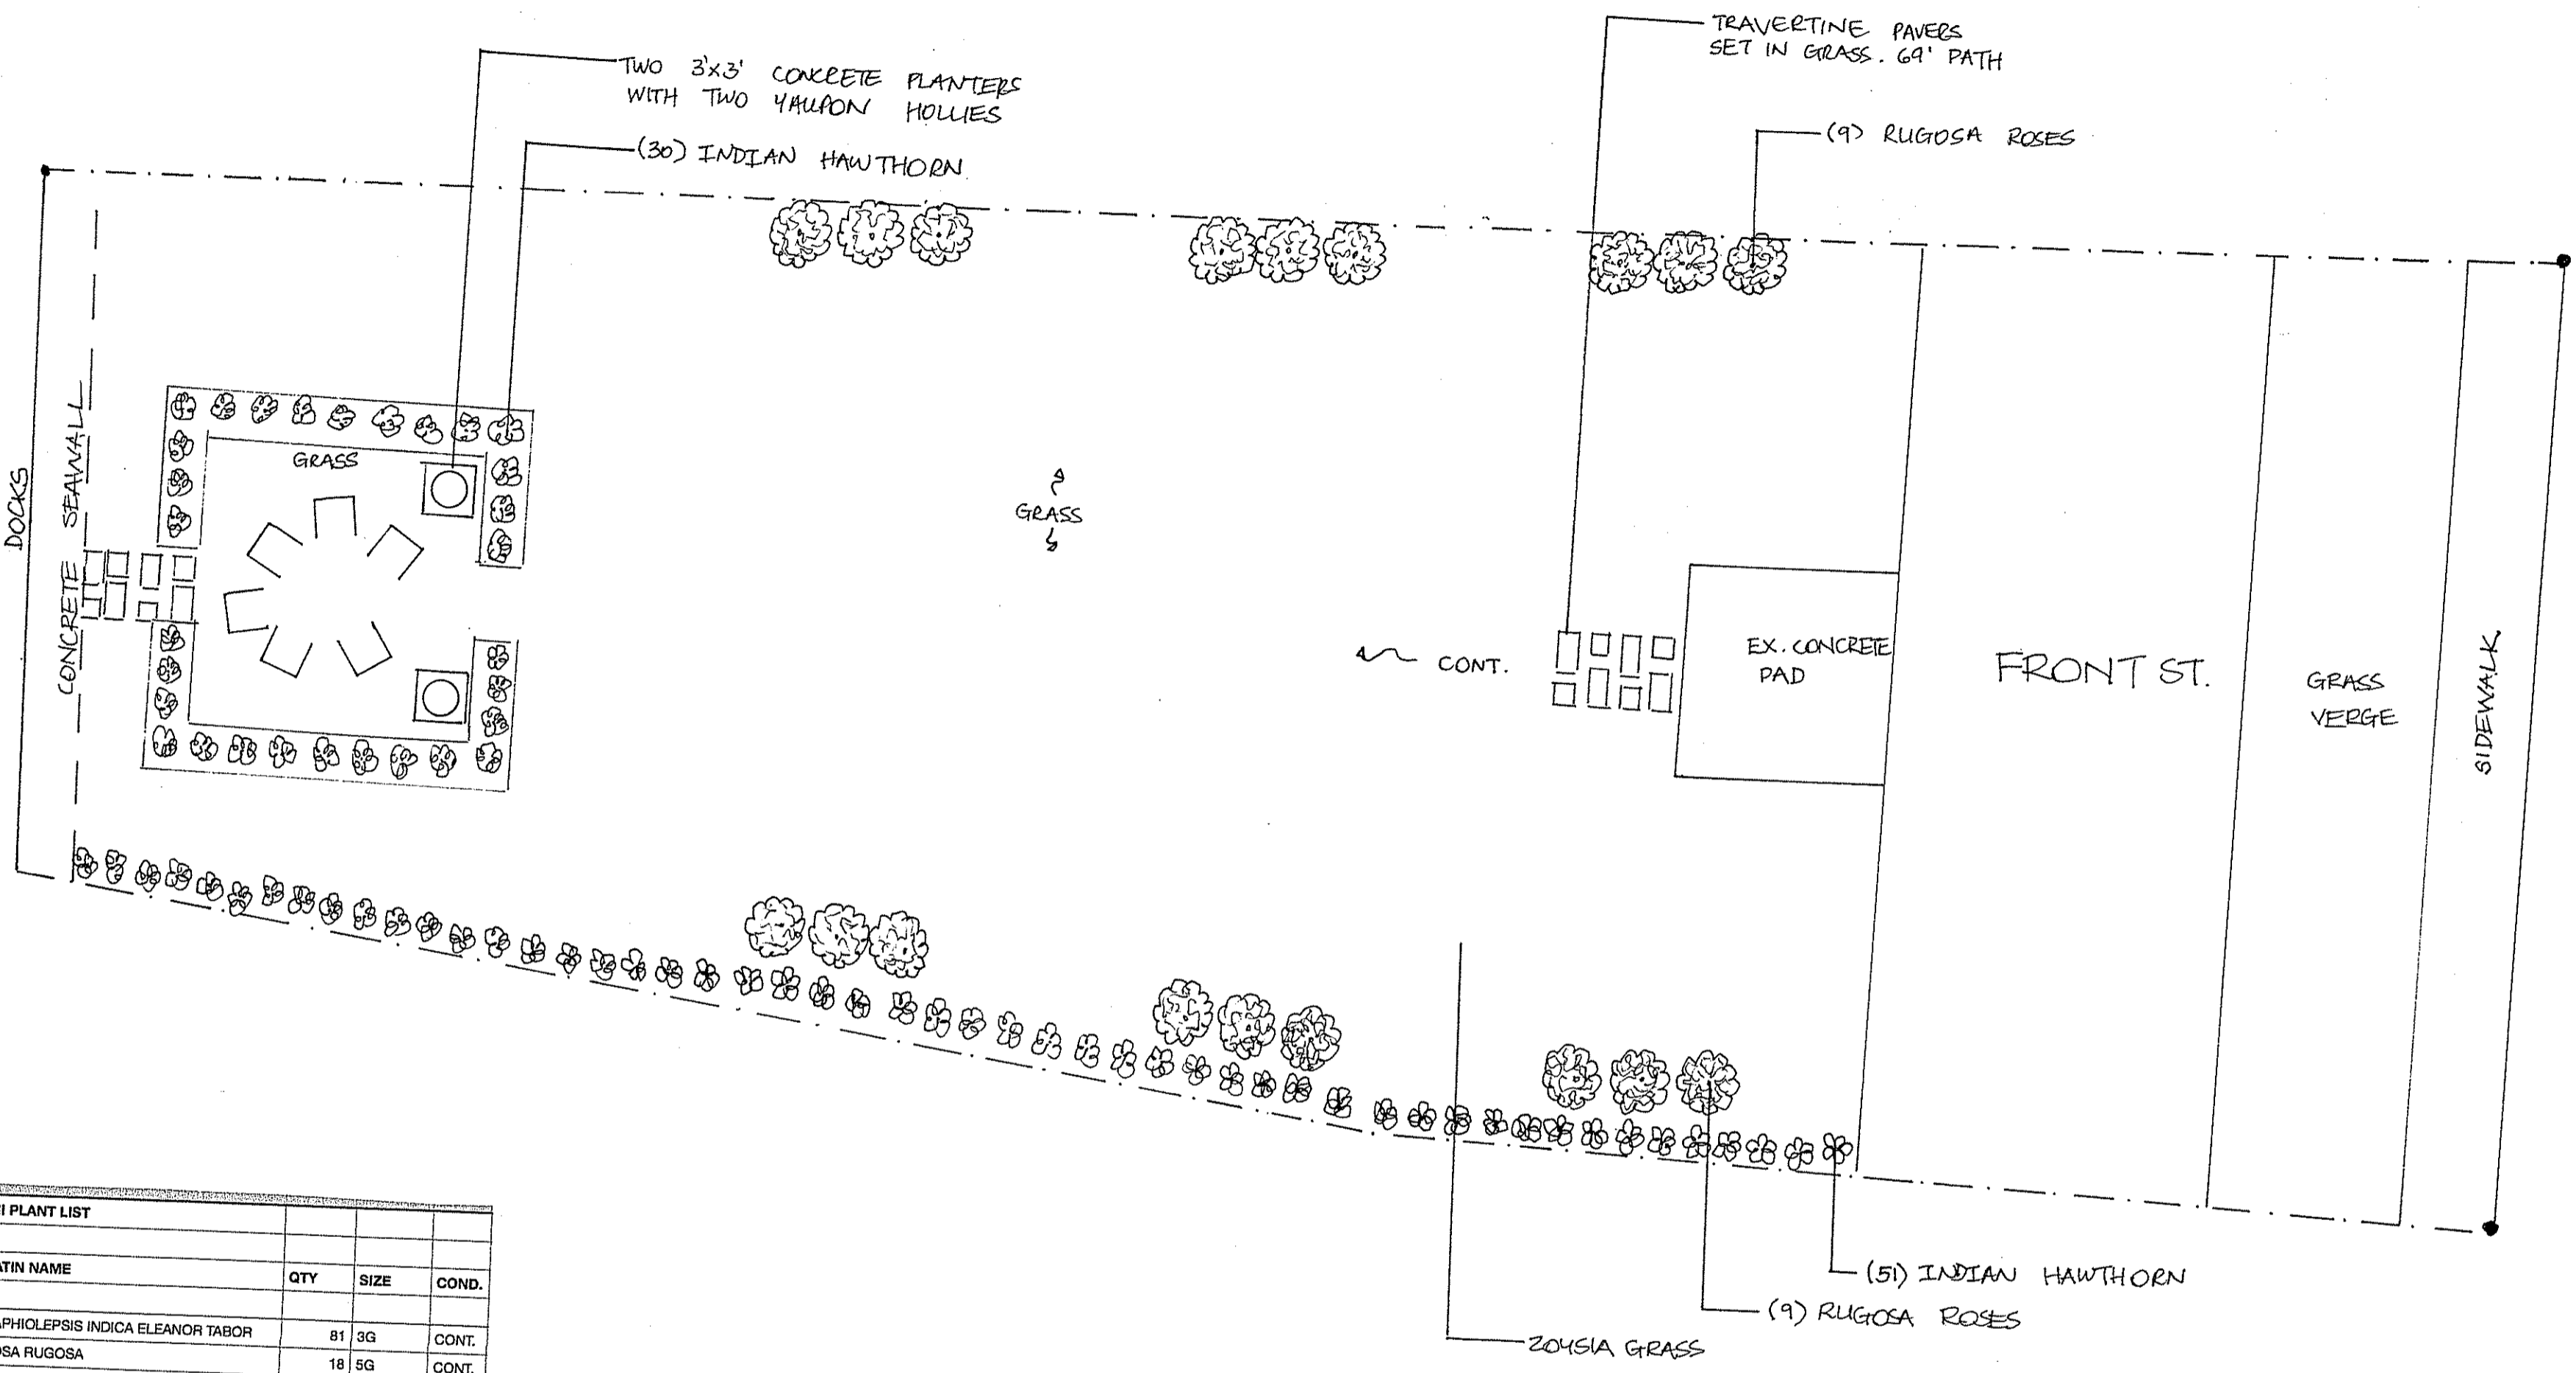 TRAVERTINE PAVERS
SET IN GRASS. 69' PATH
TWO 3'X3' CONCRETE PLANTERS
WITH TWO YAUPON HOLLIES
(9) RUGOSA ROSES
(30) INDIAN HAWTHORN
DOCKS
CONCRETE SEAWALL
GRASS
GRASS
CONT.
EX. CONCRETE
PAD
FRONT ST.
GRASS
VERGE
SIDEWALK
(51) INDIAN HAWTHORN
(9) RUGOSA ROSES
ZOYSIA GRASS
PLANT LIST
ATIN NAME QTY SIZE COND.
APHIOLEPSIS INDICA ELEANOR TABOR 81 3G CONT.
OSA RUGOSA 18 5G CONT.